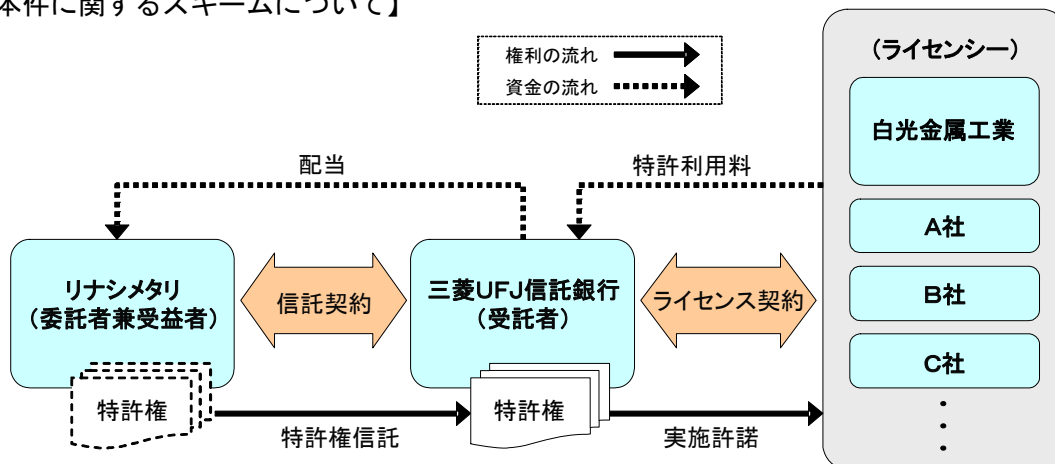 本件に関するスキームについて】
権利の流れ
資金の流れ
(ライセンシー)
白光金属工業
A社
B社
C社
・
・
・
配当
特許利用料
リナシメタリ
(委託者兼受益者)
信託契約
三菱UFJ信託銀行
(受託者)
ライセンス契約
特許権
特許権信託
特許権
実施許諾